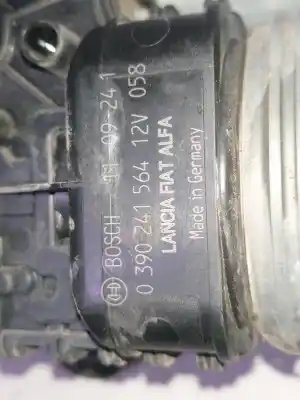 BOSCH 09-24 1
0 390 241 564 12V 058
LANCIA FIAT ALFA
Made in Germany